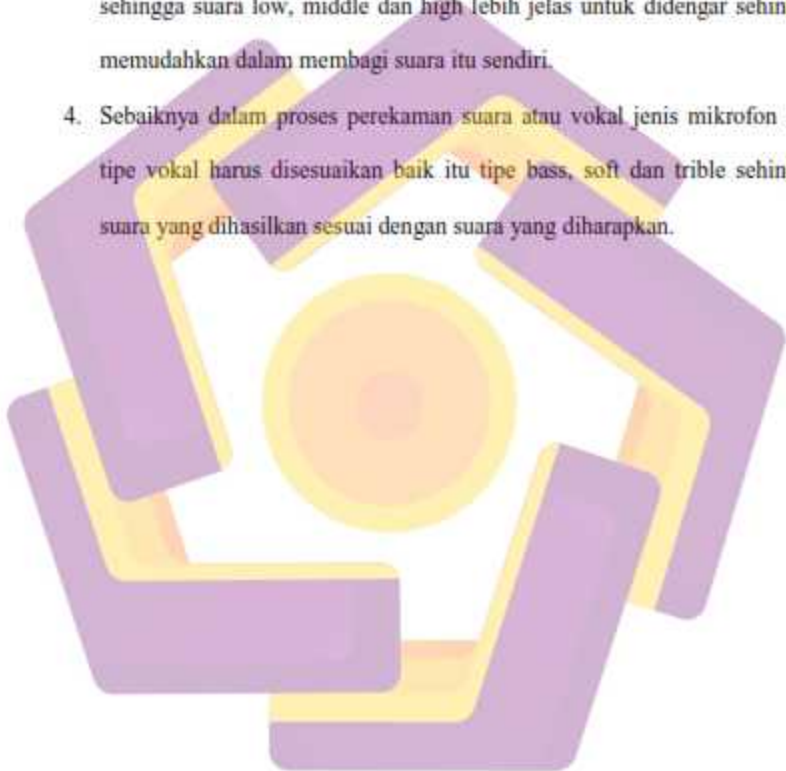 sehingga suara low, middle dan high lebih jelas untuk didengar sehin
memudahkan dalam membagi suara itu sendiri.
4. Sebaiknya dalam proses perekaman suara atau vokal jenis mikrofon
tipe vokal harus disesuaikan baik itu tipe bass, soft dan trible sehin
suara yang dihasilkan sesuai dengan suara yang diharapkan.